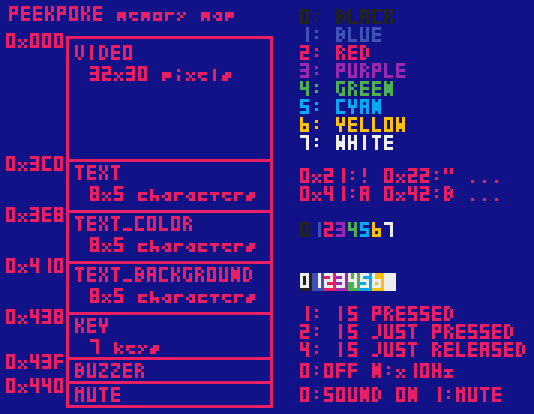 PEEKPOKE memory map
0x000
VIDEO
32x30 pixels
0x3C0
TEXT
8x5 characters
0x3E8
TEXT_COLOR
8x5 characters
0x410
TEXT_BACKGROUND
8x5 characters
0x438
KEY
7 keys
0x43F
BUZZER
0x440
MUTE
0: BLACK
1: BLUE
2: RED
3: PURPLE
4: GREEN
5: CYAN
6: YELLOW
7: WHITE
0x21:! 0x22:" ...
0x41:A 0x42:B ...
01234567
0123456
1: IS PRESSED
2: IS JUST PRESSED
4: IS JUST RELEASED
0:OFF N:x10Hz
0:SOUND ON 1:MUTE